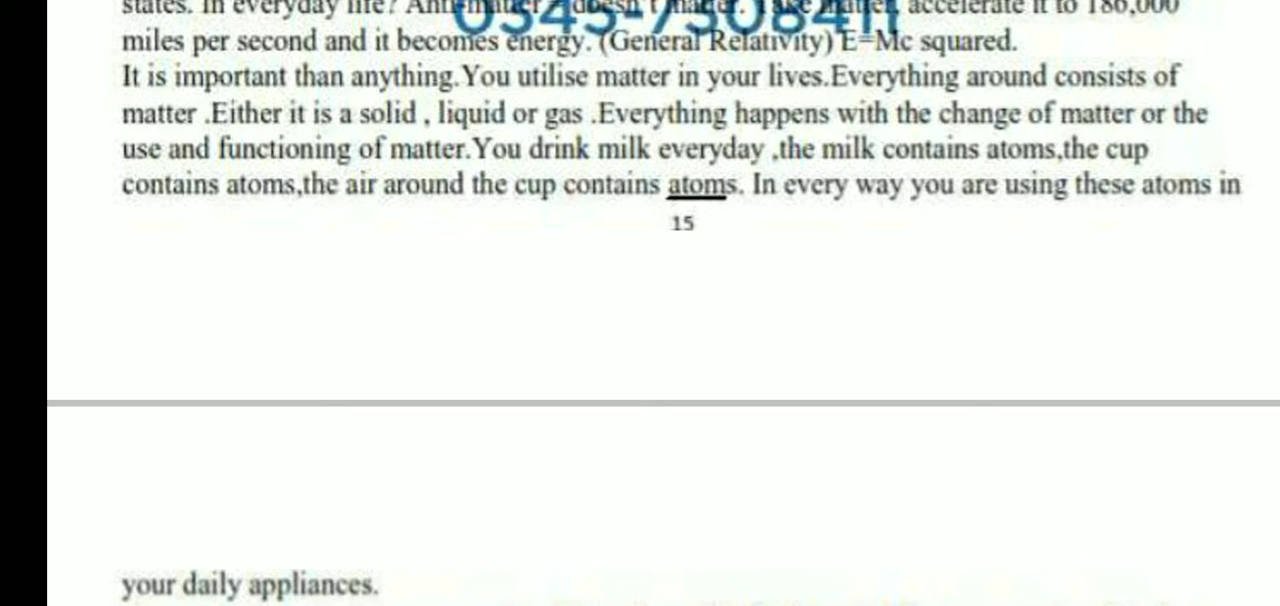 states. In everyday life? Anti-matter - doesn't matter. Take matter, accelerate it to 186,000
0345-7308411
miles per second and it becomes energy. (General Relativity) E=Mc squared.
It is important than anything.You utilise matter in your lives.Everything around consists of
matter .Either it is a solid , liquid or gas .Everything happens with the change of matter or the
use and functioning of matter.You drink milk everyday ,the milk contains atoms,the cup
contains atoms,the air around the cup contains atoms. In every way you are using these atoms in
15
your daily appliances.